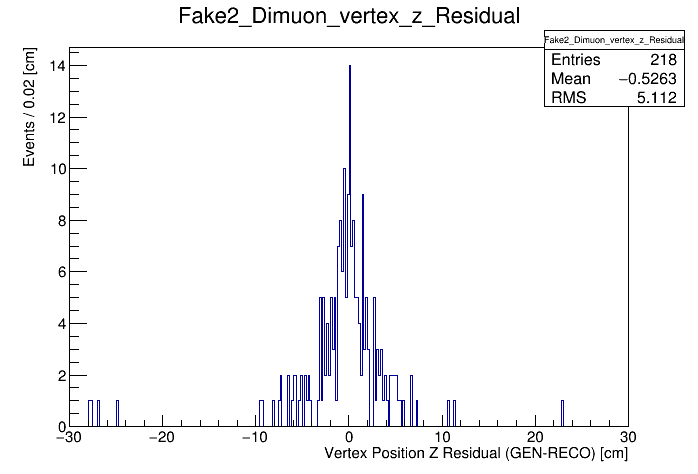 Fake2_Dimuon_vertex_z_Residual
Fake2_Dimuon_vertex_z_Residual
Entries 218
Mean −0.5263
RMS 5.112
Events / 0.02 [cm]
14
12
10
8
6
4
2
0
−30 −20 −10 0 10 20 30
Vertex Position Z Residual (GEN-RECO) [cm]